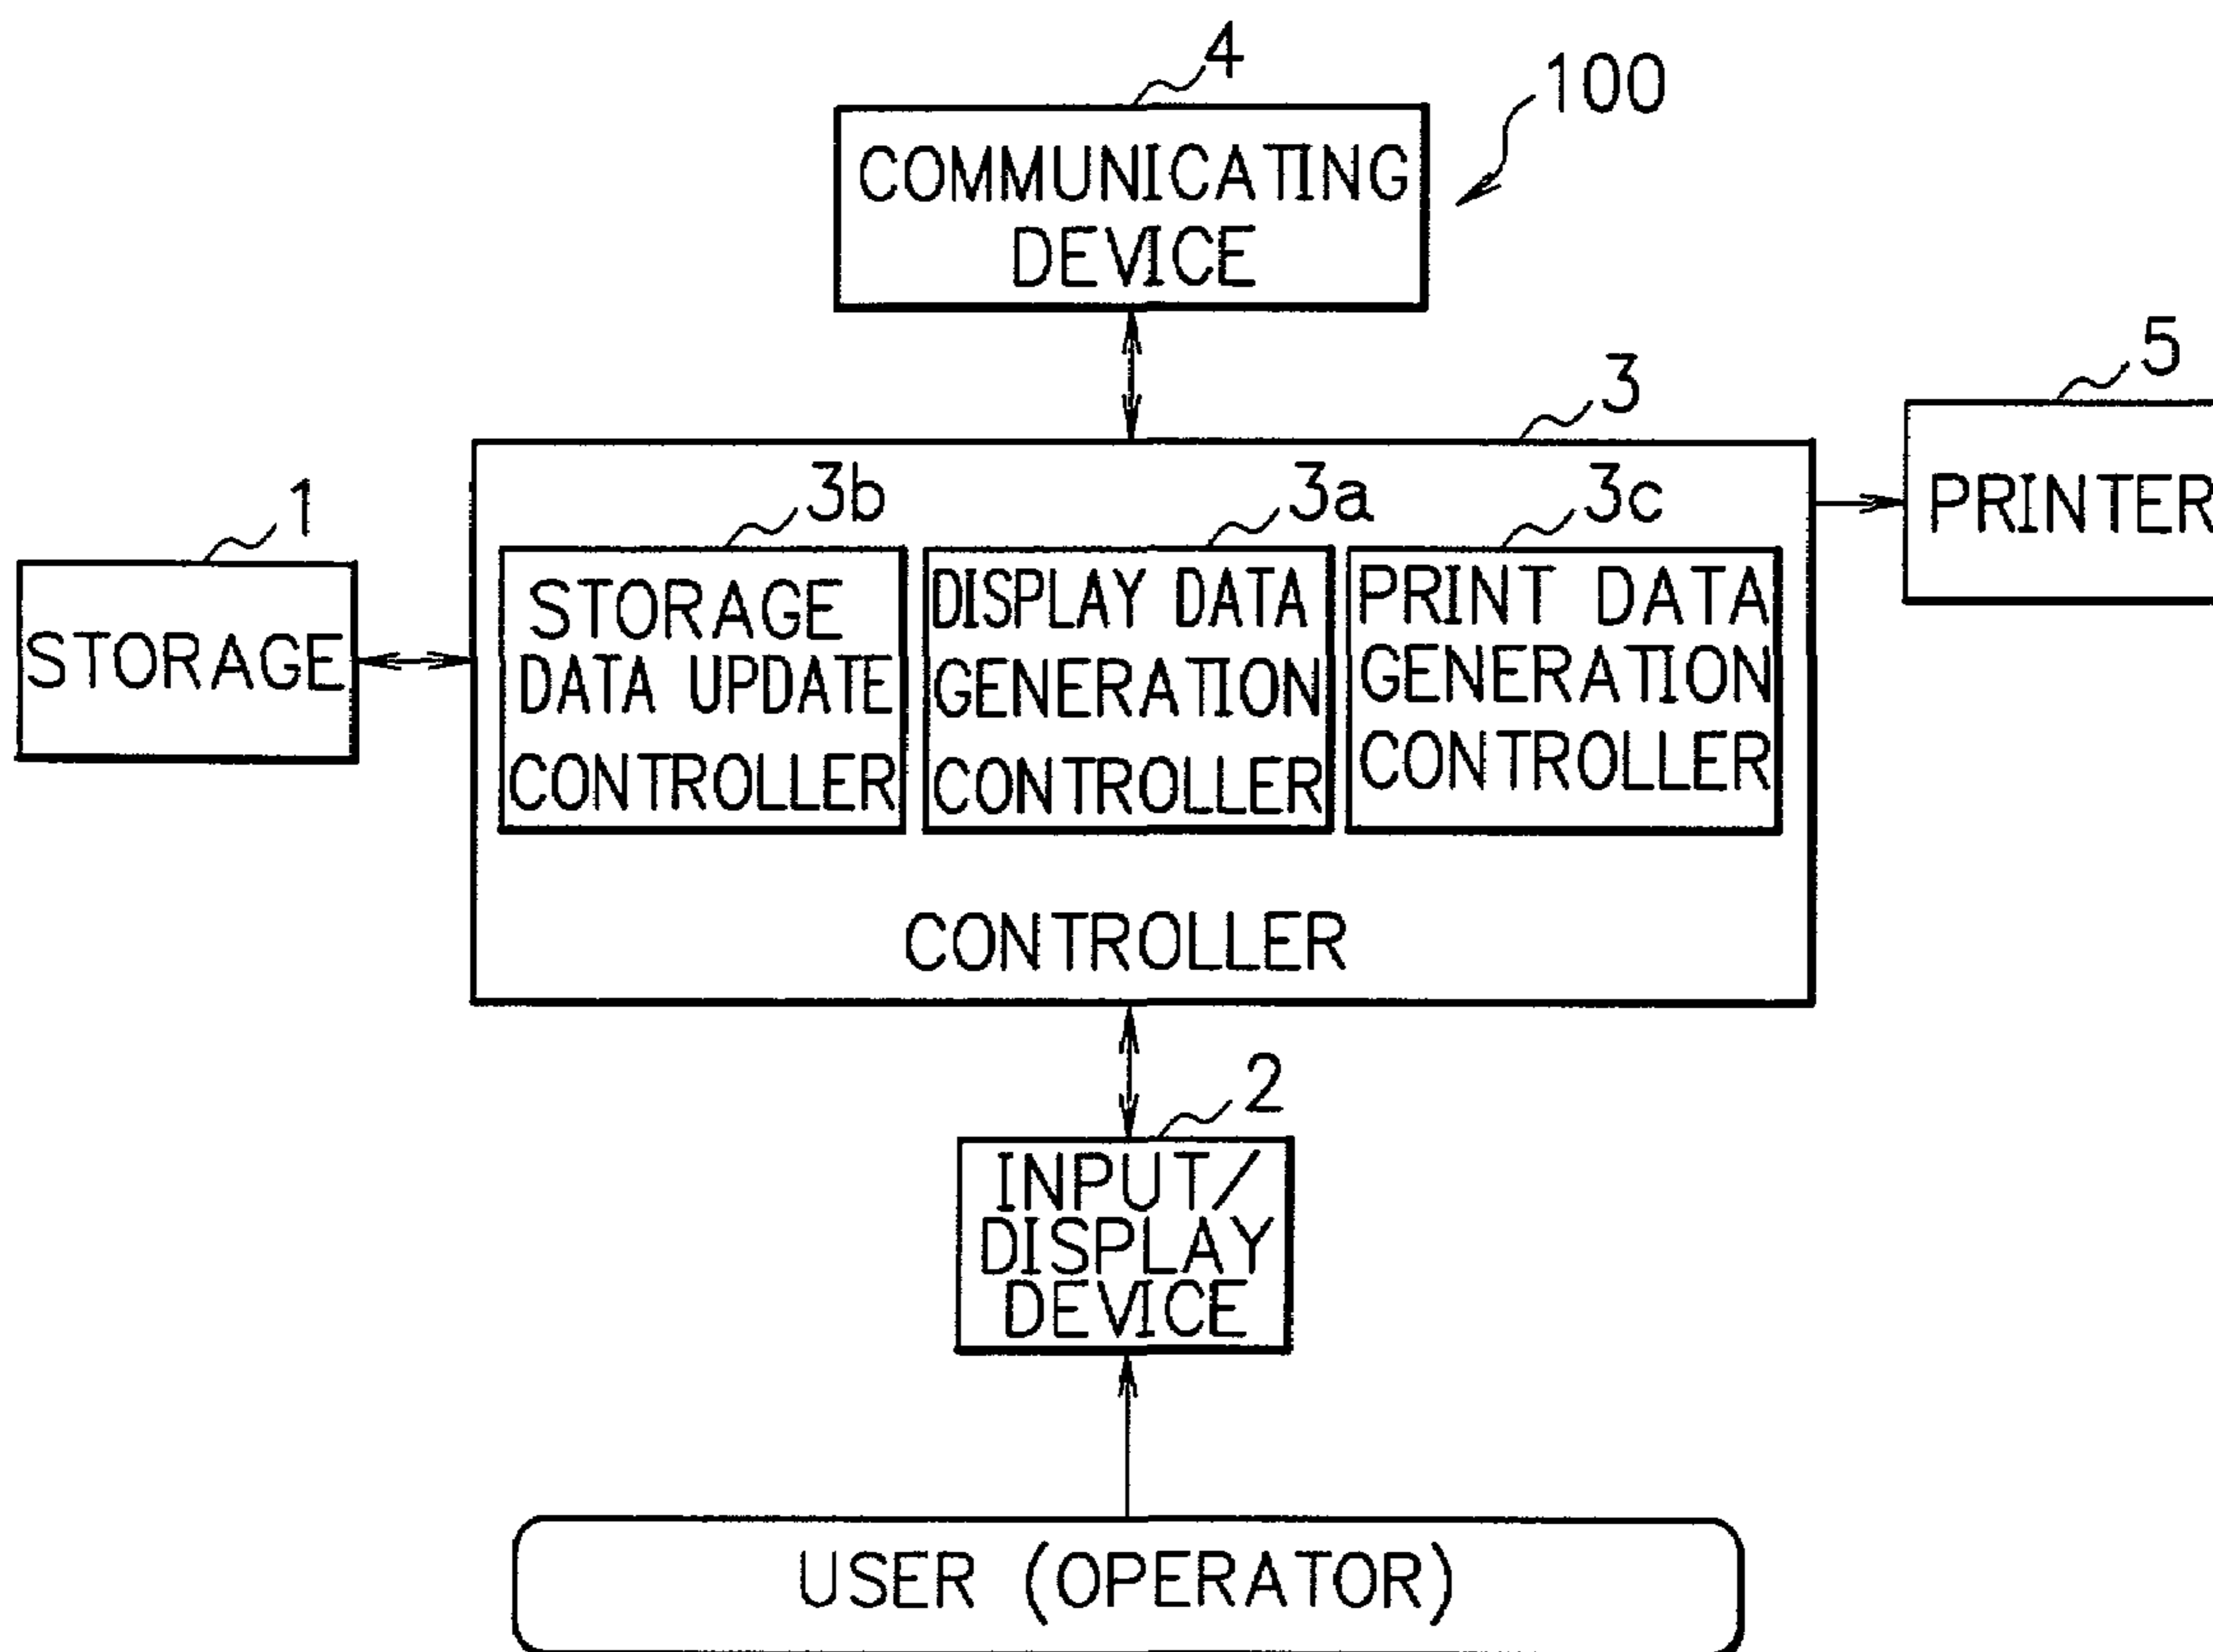 4
100
COMMUNICATING
DEVICE
3
5
PRINTER
1
STORAGE
3b
STORAGE
DATA UPDATE
CONTROLLER
3a
DISPLAY DATA
GENERATION
CONTROLLER
3c
PRINT DATA
GENERATION
CONTROLLER
CONTROLLER
2
INPUT/
DISPLAY
DEVICE
USER (OPERATOR)